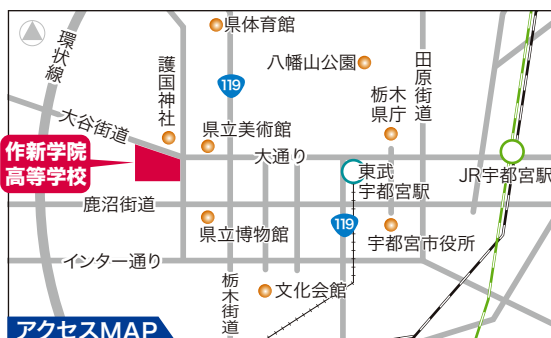 県体育館
環状線
護国神社
119
八幡山公園
田原街道
栃木
県庁
大谷街道
県立美術館
大通り
作新学院
高等学校
東武
宇都宮駅
JR宇都宮駅
鹿沼街道
県立博物館
119
宇都宮市役所
インター通り
栃木街道
文化会館
アクセスMAP